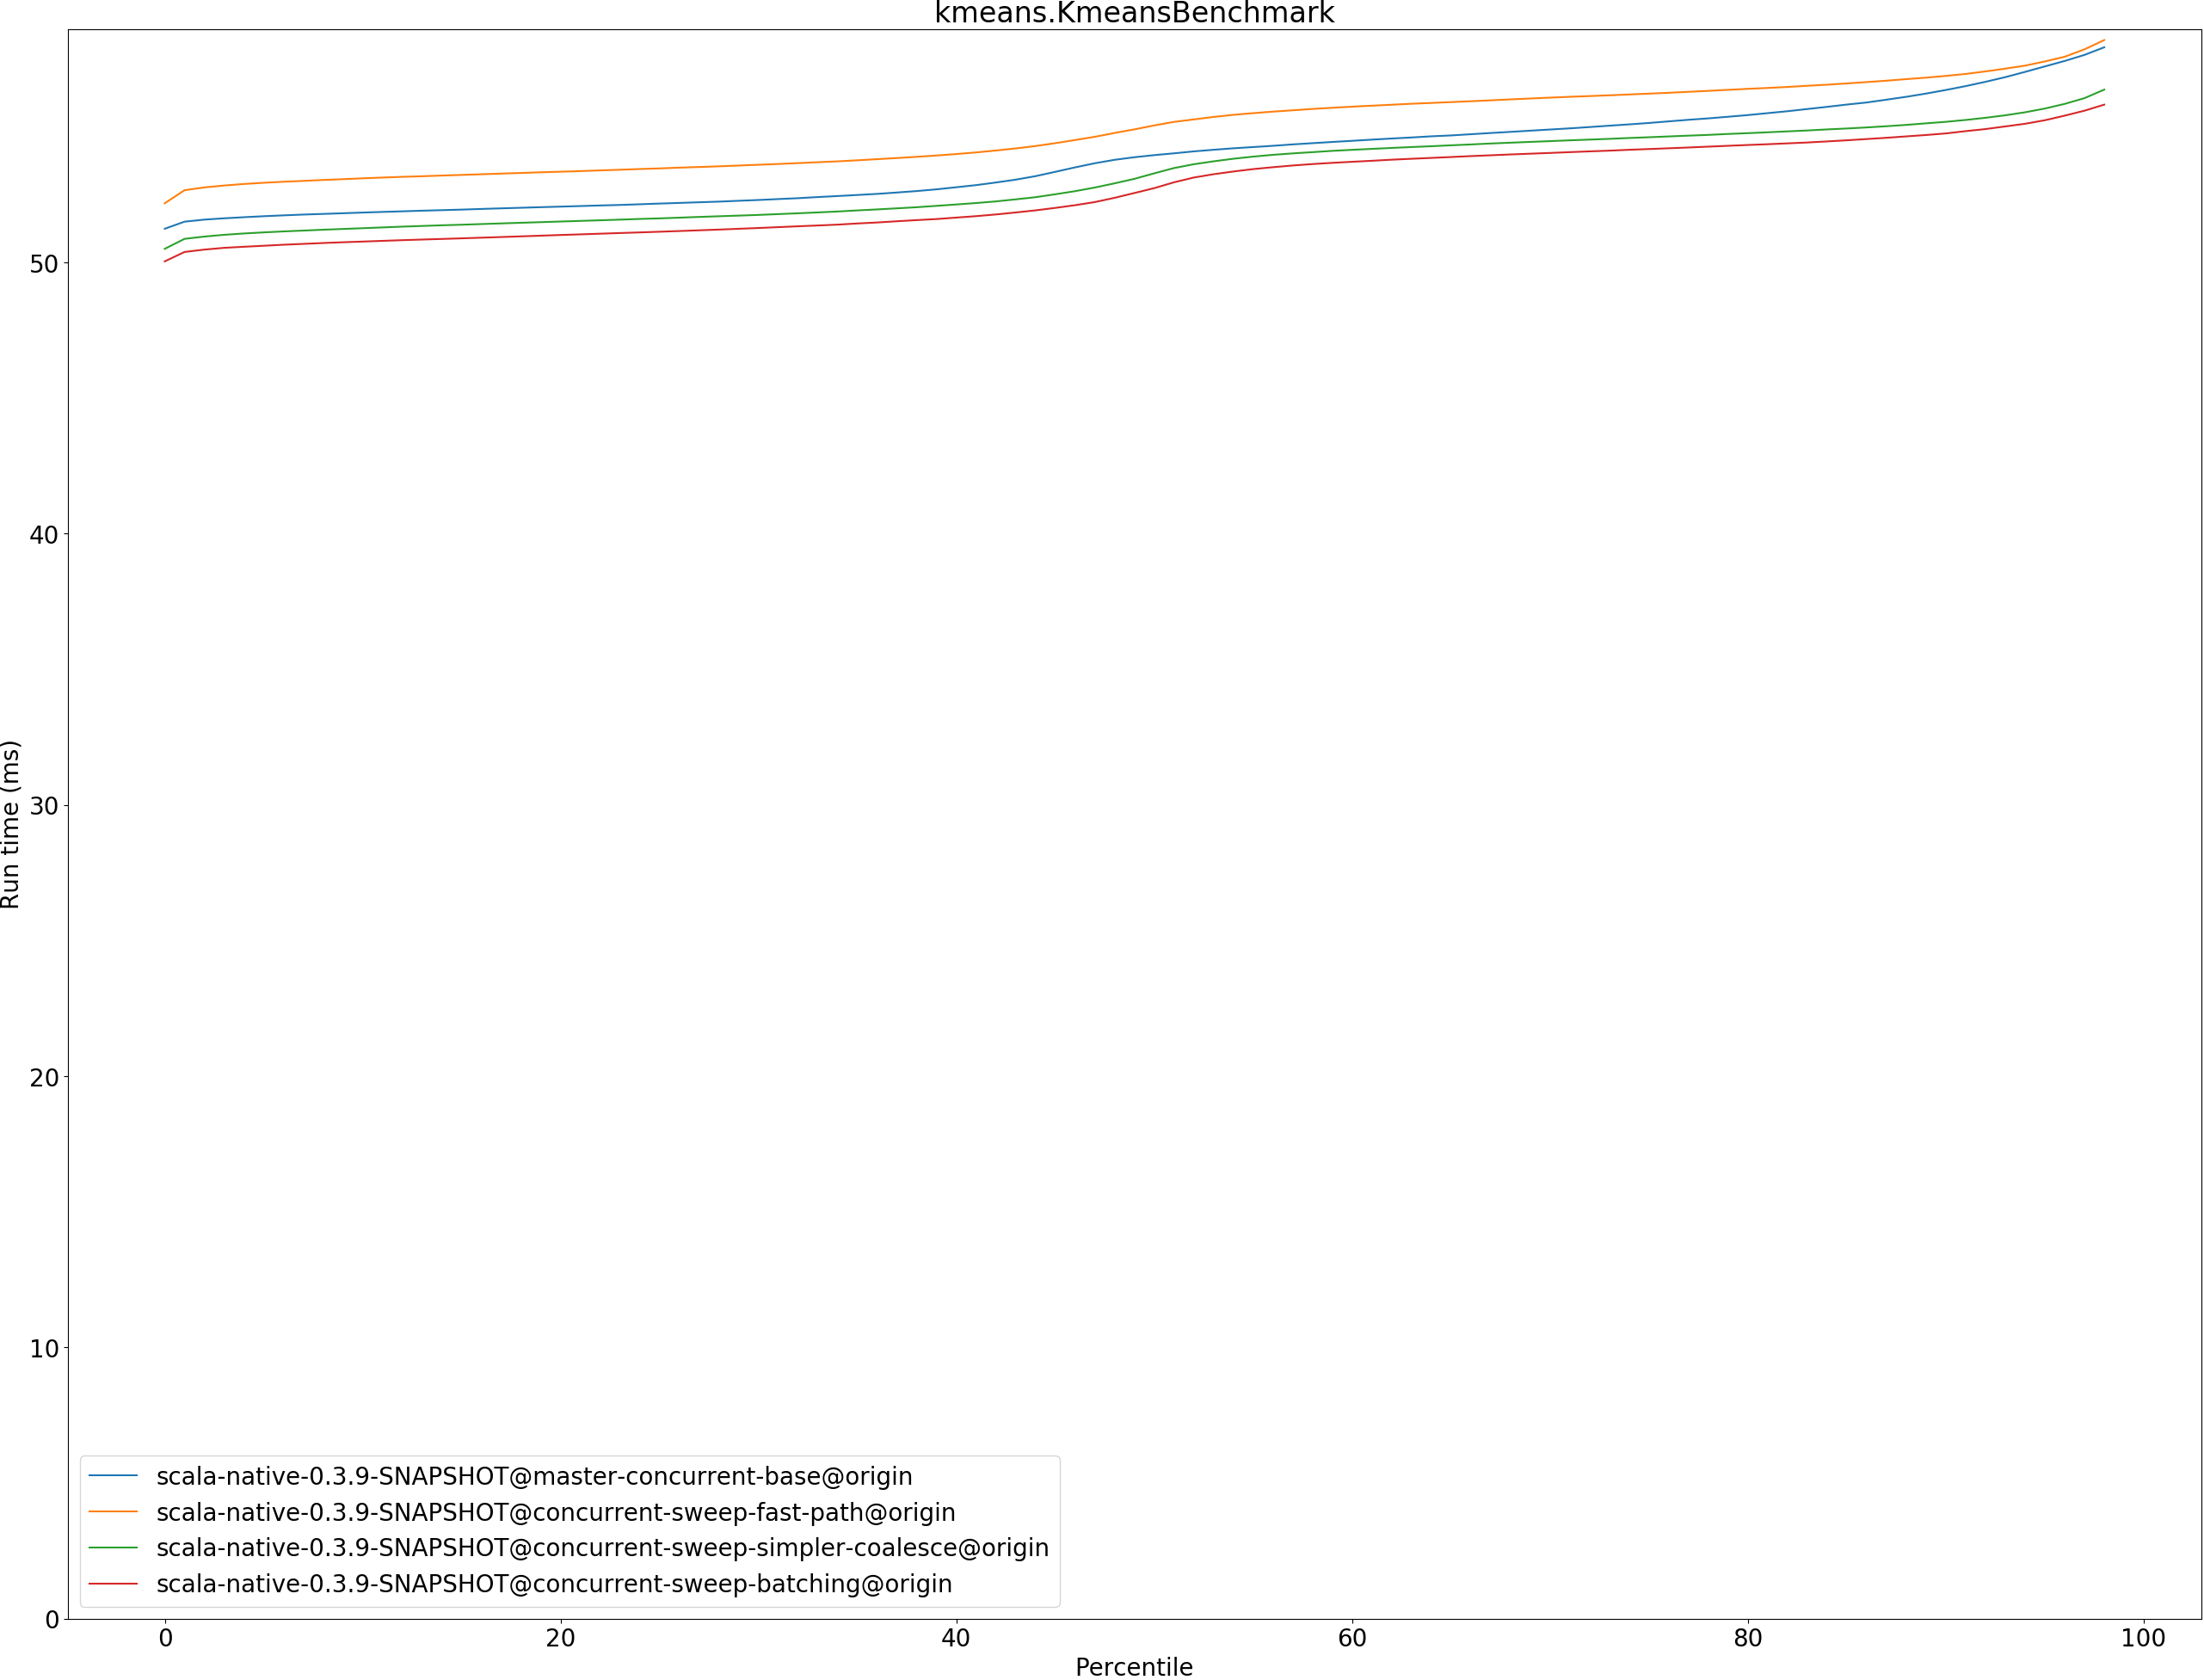 kmeans.KmeansBenchmark
Run time (ms)
50
40
30
20
10
0
scala-native-0.3.9-SNAPSHOT@master-concurrent-base@origin
scala-native-0.3.9-SNAPSHOT@concurrent-sweep-fast-path@origin
scala-native-0.3.9-SNAPSHOT@concurrent-sweep-simpler-coalesce@origin
scala-native-0.3.9-SNAPSHOT@concurrent-sweep-batching@origin
0 20 40 60 80 100
Percentile